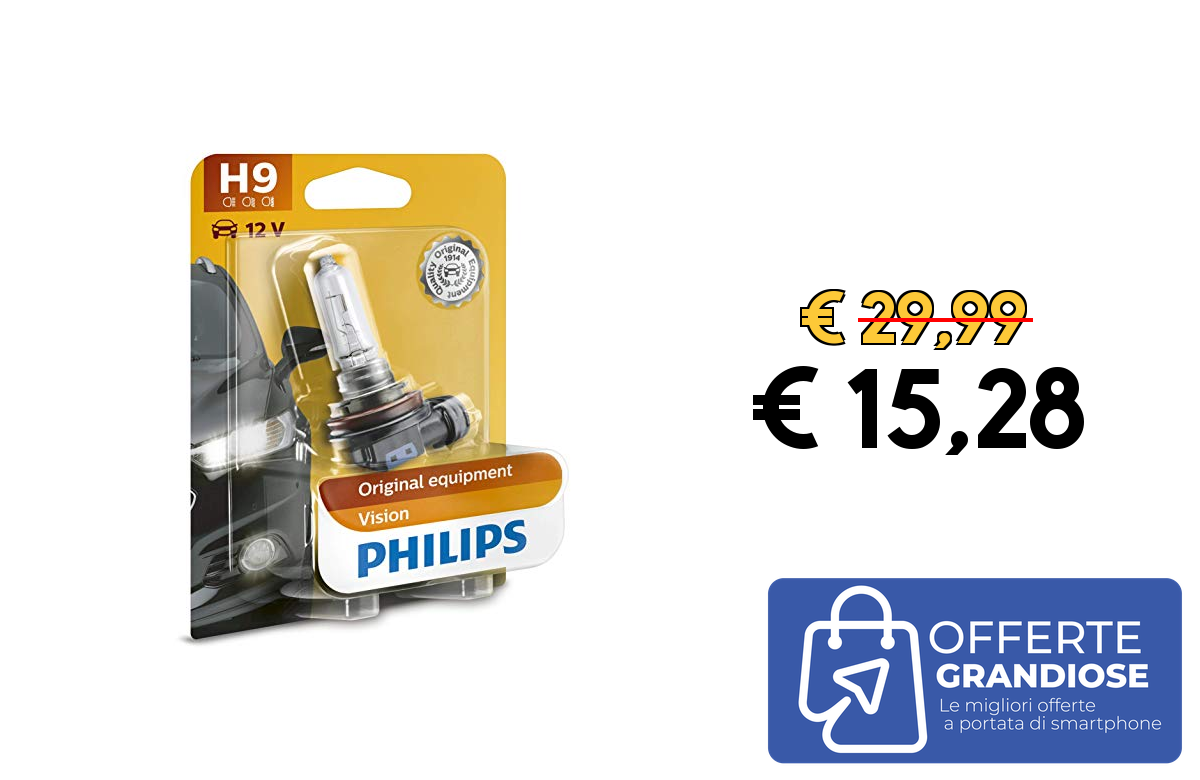 H9
12 V
Quality Original Equipment
1914
Original equipment
Vision
PHILIPS
€ 29,99
€ 15,28
OFFERTE
GRANDIOSE
Le migliori offerte
a portata di smartphone